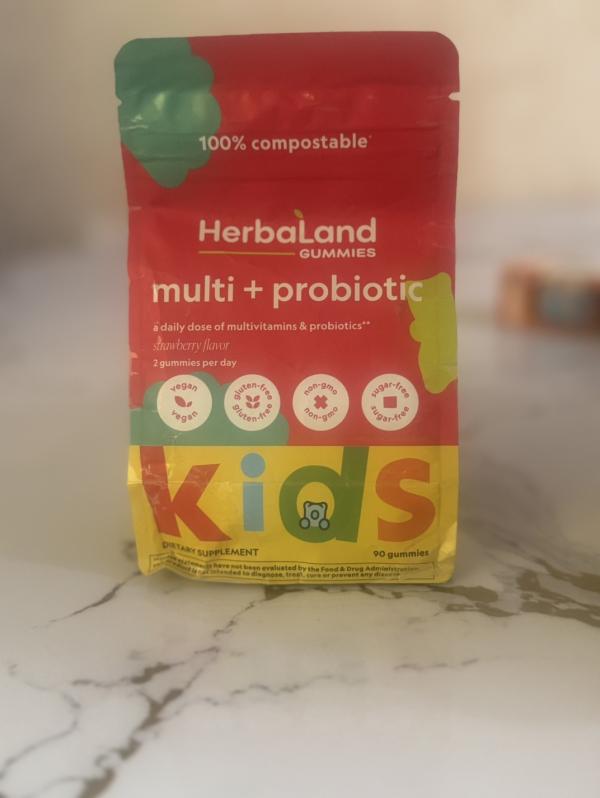 100% compostable*
HerbaLand
GUMMIES
multi + probiotic
a daily dose of multivitamins & probiotics**
strawberry flavor
2 gummies per day
vegan gluten-free non-gmo sugar-free
vegan gluten-free non-gmo sugar-free
kids
DIETARY SUPPLEMENT 90 gummies
statements have not been evaluated by the Food & Drug Administration.
intended to diagnose, treat, cure or prevent any disease